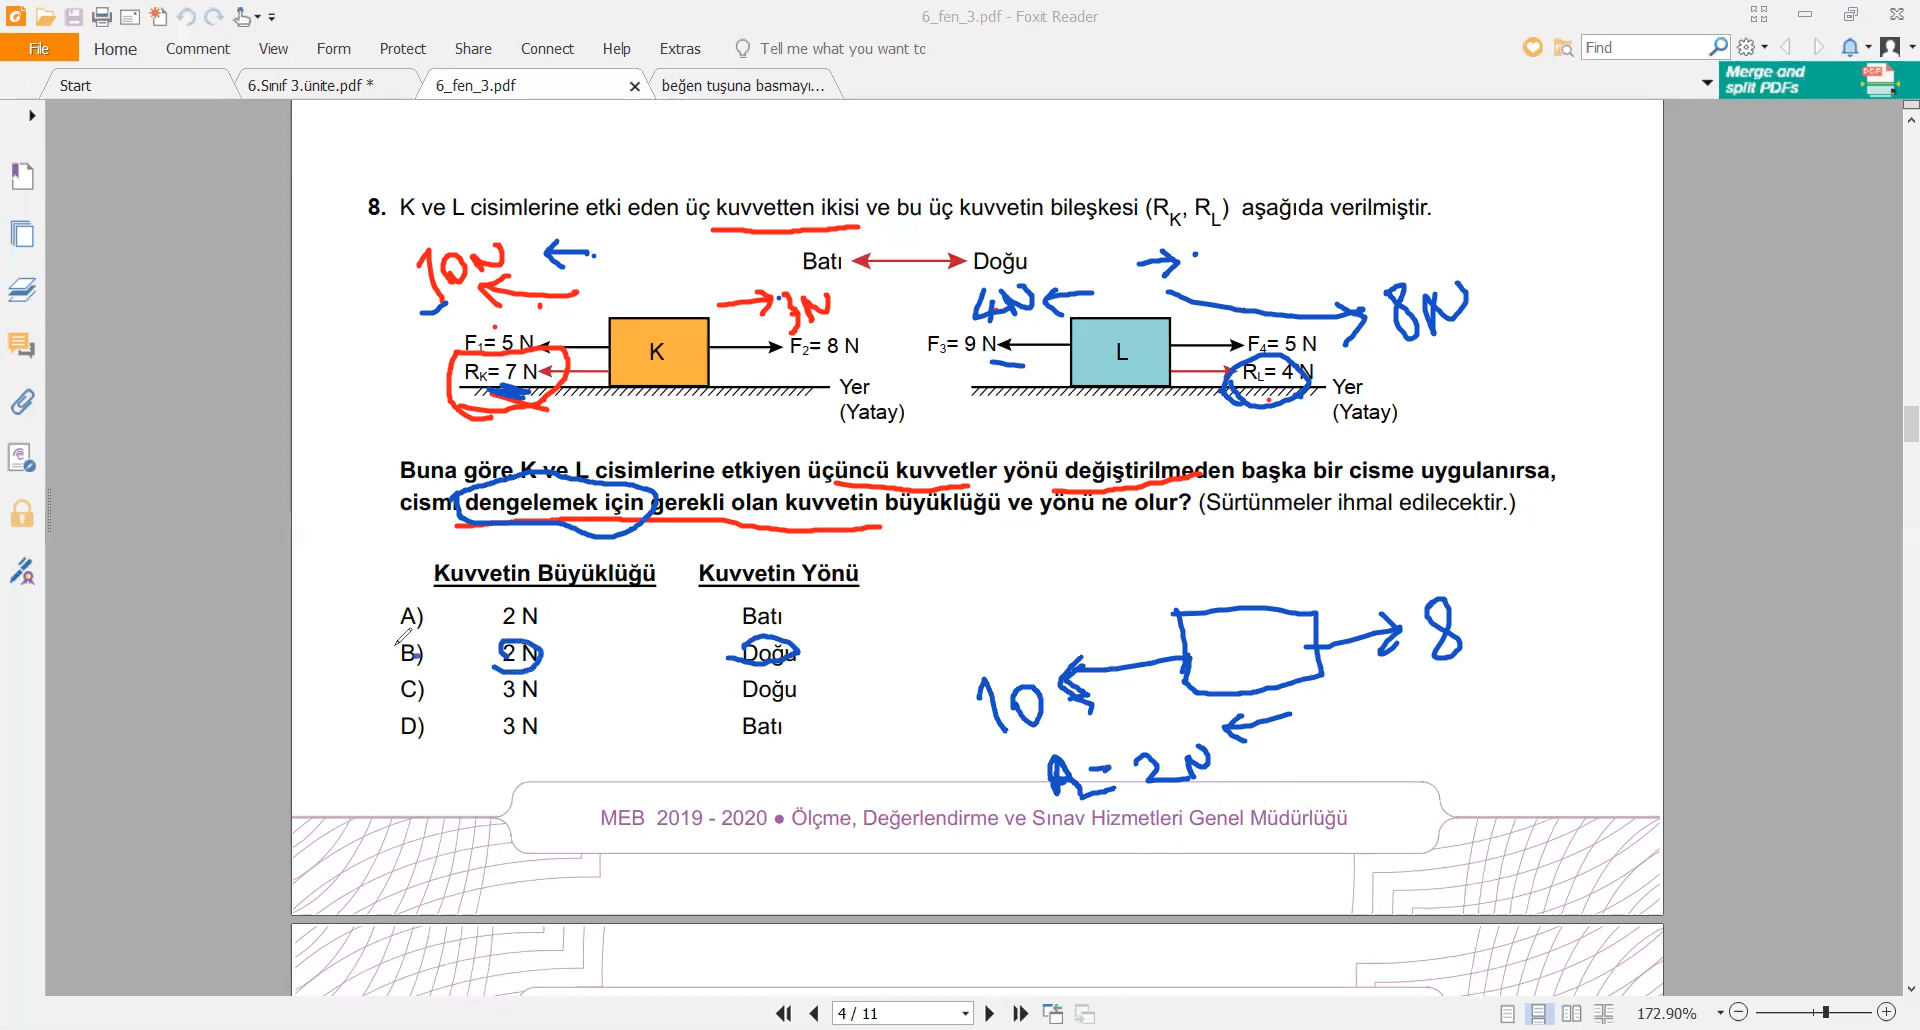 6_fen_3.pdf - Foxit Reader
File Home Comment View Form Protect Share Connect Help Extras Tell me what you want to Find
Start 6.Sınıf 3.ünite.pdf * 6_fen_3.pdf beğen tuşuna basmayı... Merge and split PDFs
8. K ve L cisimlerine etki eden üç kuvvetten ikisi ve bu üç kuvvetin bileşkesi (RK, RL) aşağıda verilmiştir.
10N Batı Doğu
3N 4N 8N
F1= 5 N K F2= 8 N F3= 9 N L F4= 5 N
RK= 7 N RL= 4 N
Yer Yer
(Yatay) (Yatay)
Buna göre K ve L cisimlerine etkiyen üçüncü kuvvetler yönü değiştirilmeden başka bir cisme uygulanırsa,
cismi dengelemek için gerekli olan kuvvetin büyüklüğü ve yönü ne olur? (Sürtünmeler ihmal edilecektir.)
Kuvvetin Büyüklüğü Kuvvetin Yönü
A) 2 N Batı
B) 2 N Doğu
C) 3 N Doğu
D) 3 N Batı
10 8
= 2N
MEB 2019 - 2020 ● Ölçme, Değerlendirme ve Sınav Hizmetleri Genel Müdürlüğü
4 / 11 172.90%